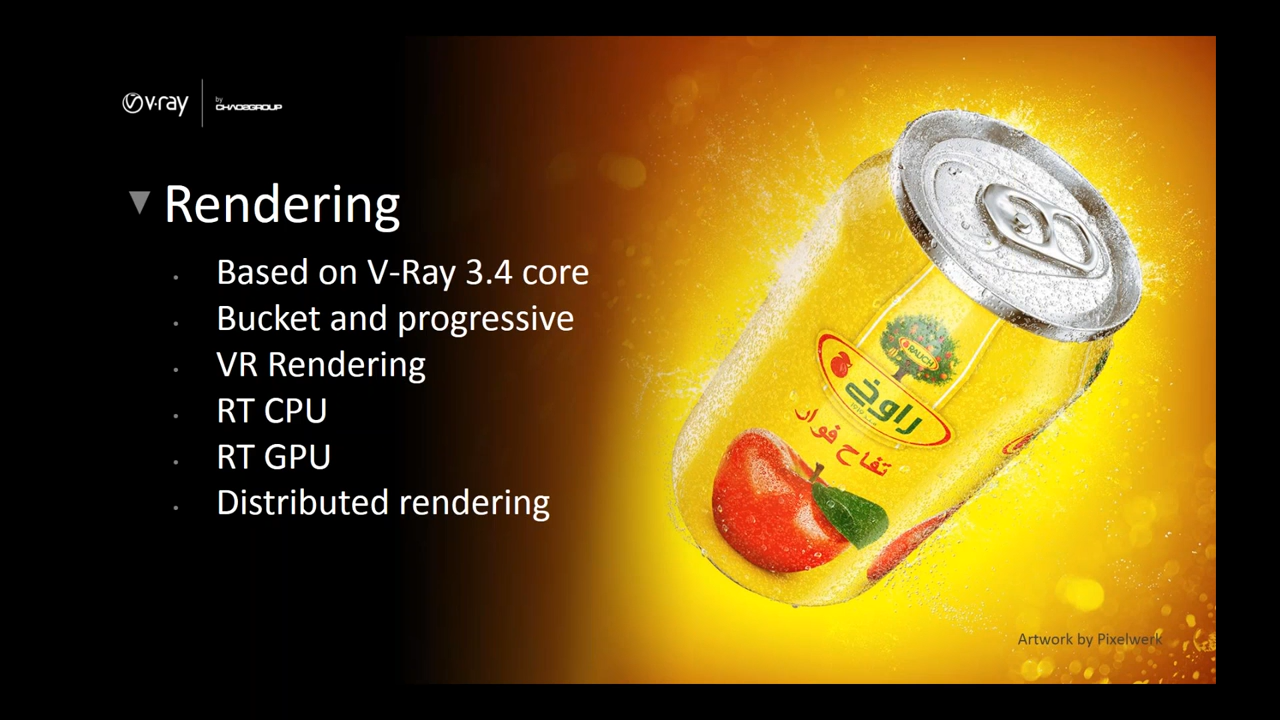 v·ray
by
CHAOSGROUP
Rendering
Based on V-Ray 3.4 core
Bucket and progressive
VR Rendering
RT CPU
RT GPU
Distributed rendering
RAUCH
راوخ
تفاح فوار
Artwork by Pixelwerk